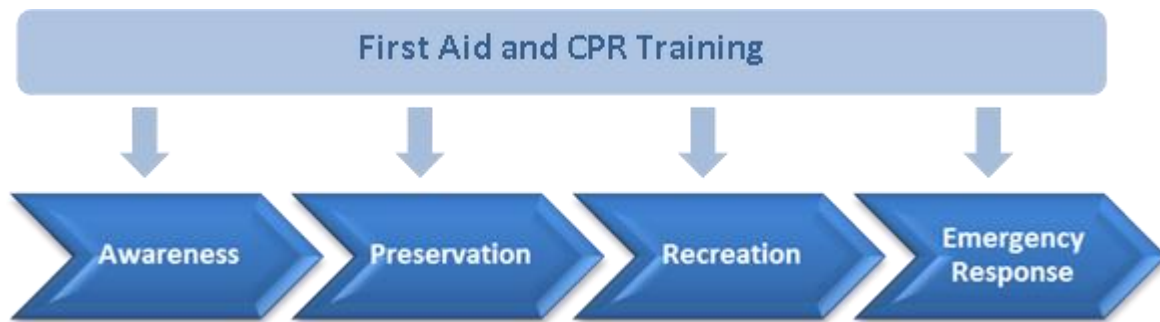 First Aid and CPR Training
Awareness
Preservation
Recreation
Emergency
Response